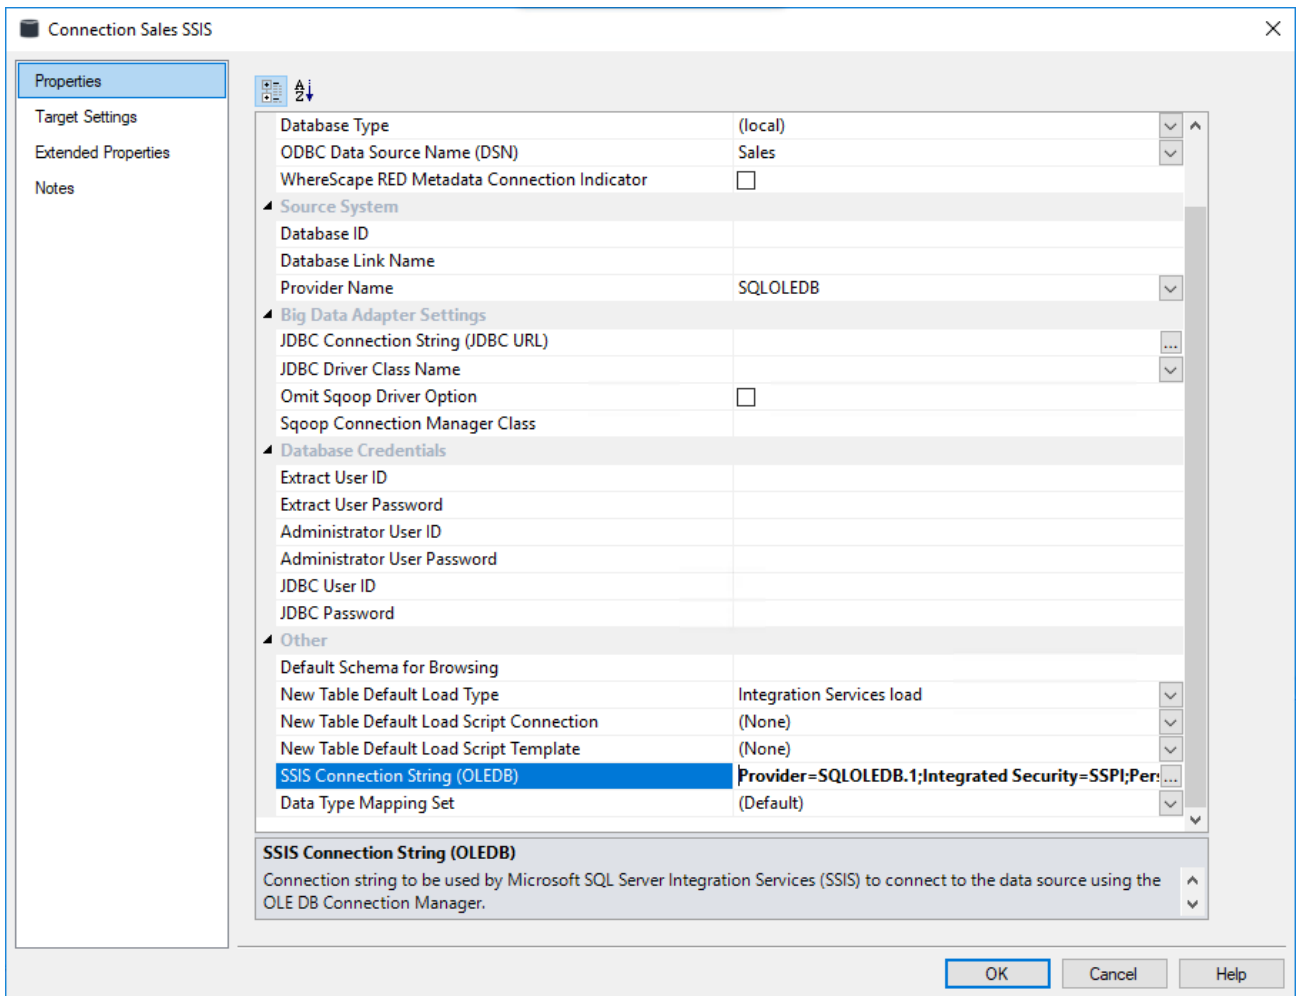 Connection Sales SSIS
Properties
Target Settings
Extended Properties
Notes
Database Type (local)
ODBC Data Source Name (DSN) Sales
WhereScape RED Metadata Connection Indicator
Source System
Database ID
Database Link Name
Provider Name SQLOLEDB
Big Data Adapter Settings
JDBC Connection String (JDBC URL) ...
JDBC Driver Class Name
Omit Sqoop Driver Option
Sqoop Connection Manager Class
Database Credentials
Extract User ID
Extract User Password
Administrator User ID
Administrator User Password
JDBC User ID
JDBC Password
Other
Default Schema for Browsing
New Table Default Load Type Integration Services load
New Table Default Load Script Connection (None)
New Table Default Load Script Template (None)
SSIS Connection String (OLEDB) Provider=SQLOLEDB.1;Integrated Security=SSPI;Pers ...
Data Type Mapping Set (Default)
SSIS Connection String (OLEDB)
Connection string to be used by Microsoft SQL Server Integration Services (SSIS) to connect to the data source using the
OLE DB Connection Manager.
OK Cancel Help